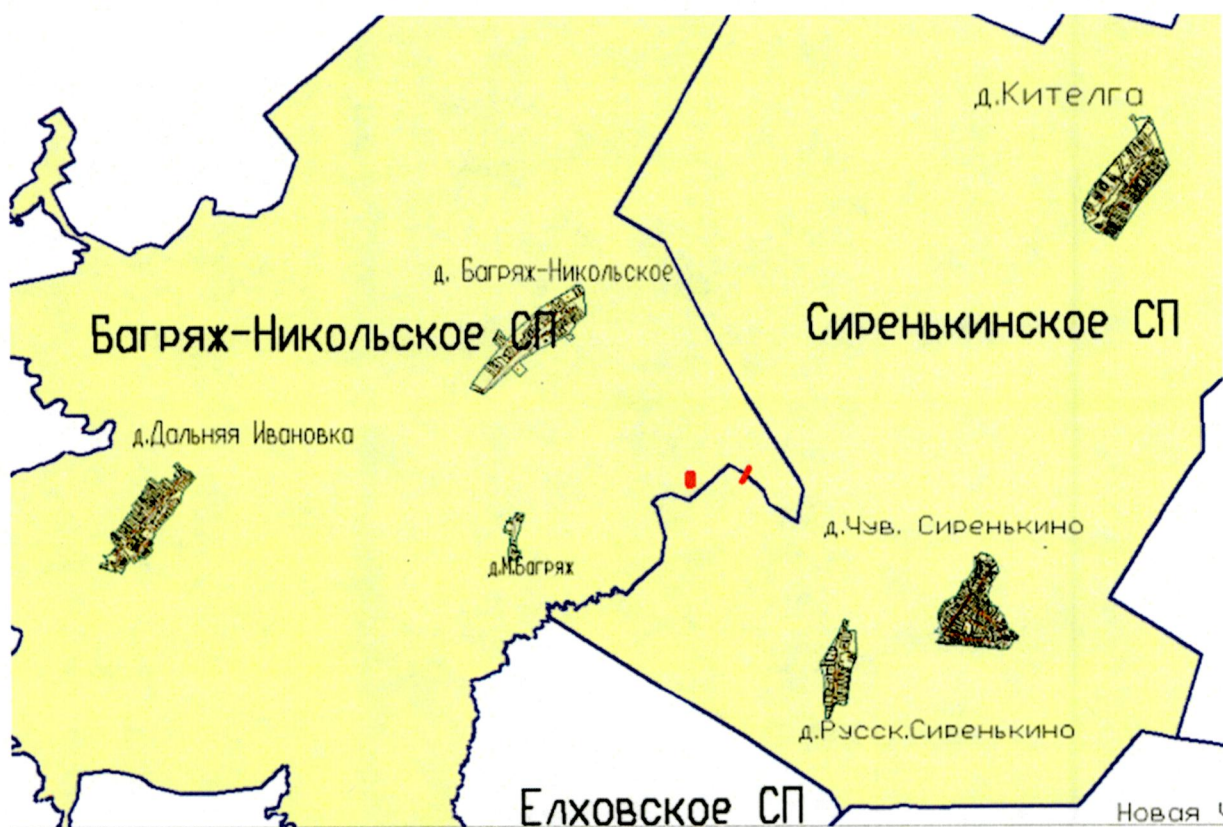 д.Кителга
д. Багряж-Никольское
Багряж-Никольское СП
Сиренькинское СП
д.Дальняя Ивановка
д.Чув. Сиренькино
д.М.Багряж
д.Русск.Сиренькино
Елховское СП
Новая